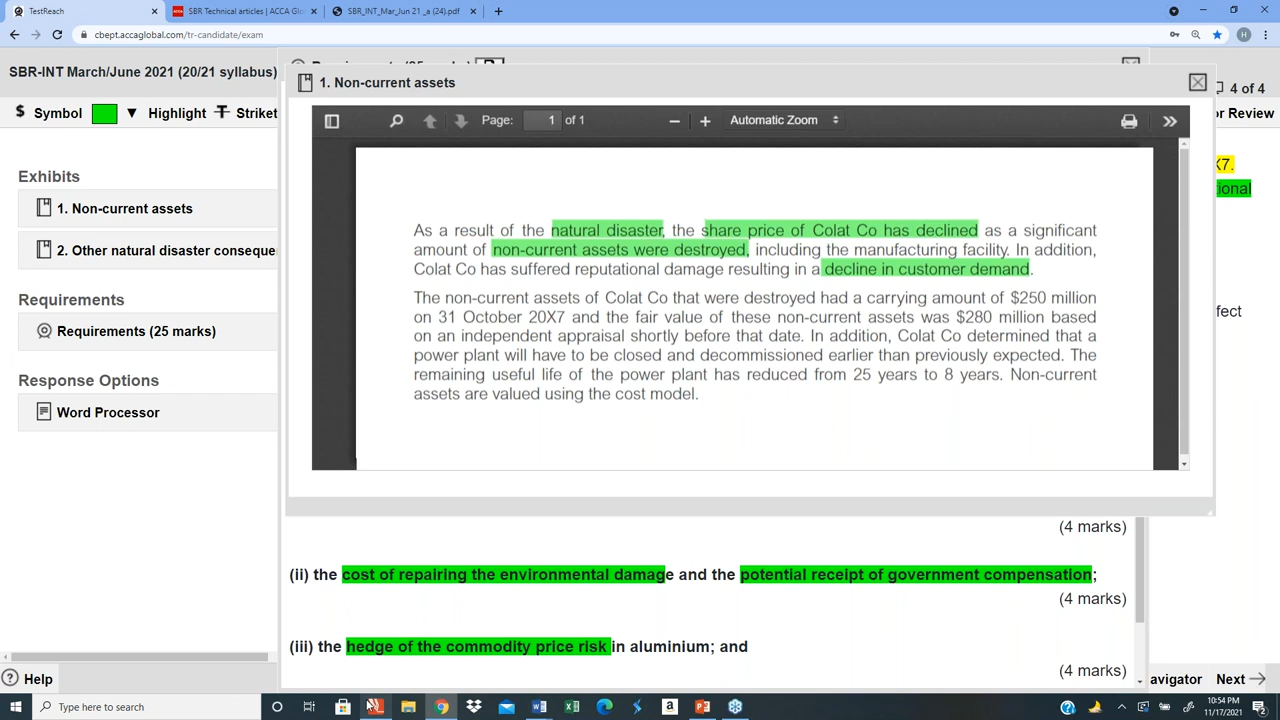 TestReach
SBR Technical articles | ACCA Glo
SBR_INT_Mar_Jun 21 _a (24).pdf
cbept.accaglobal.com/tr-candidate/exam
SBR-INT March/June 2021 (20/21 syllabus)
1. Non-current assets
4 of 4
$ Symbol
Highlight
Striket
or Review
Page: 1 of 1
Automatic Zoom
X7.
ional
Exhibits
1. Non-current assets
2. Other natural disaster conseque
Requirements
Requirements (25 marks)
Response Options
Word Processor
As a result of the natural disaster, the share price of Colat Co has declined as a significant
amount of non-current assets were destroyed, including the manufacturing facility. In addition,
Colat Co has suffered reputational damage resulting in a decline in customer demand.
The non-current assets of Colat Co that were destroyed had a carrying amount of $250 million
on 31 October 20X7 and the fair value of these non-current assets was $280 million based
on an independent appraisal shortly before that date. In addition, Colat Co determined that a
power plant will have to be closed and decommissioned earlier than previously expected. The
remaining useful life of the power plant has reduced from 25 years to 8 years. Non-current
assets are valued using the cost model.
fect
(4 marks)
(ii) the cost of repairing the environmental damage and the potential receipt of government compensation;
(4 marks)
(iii) the hedge of the commodity price risk in aluminium; and
(4 marks)
Help
avigator
Next
Type here to search
10:54 PM
11/17/2021